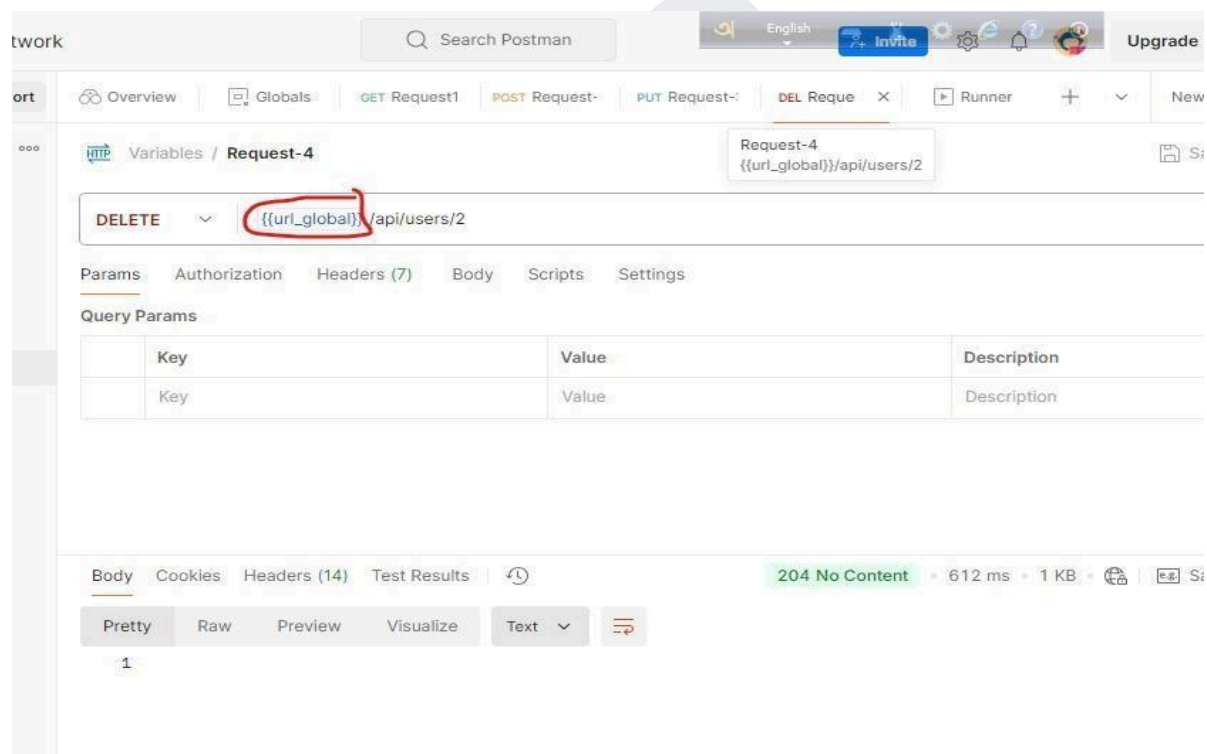 twork
Search Postman
অ English
Invite
Upgrade
ort
Overview
Globals
GET Request1
POST Request-
PUT Request-:
DEL Reque
Runner
New
HTTP Variables / Request-4
Request-4
{{url_global}}/api/users/2
Sa
DELETE
{{url_global}}/api/users/2
Params Authorization Headers (7) Body Scripts Settings
Query Params
Key Value Description
Key Value Description
Body Cookies Headers (14) Test Results
204 No Content 612 ms 1 KB
e.g. Sa
Pretty Raw Preview Visualize Text
1